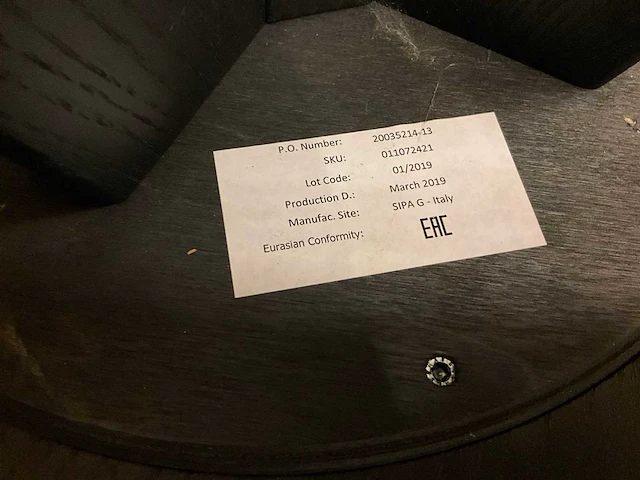 P.O. Number: 20035214-13
SKU: 011072421
Lot Code: 01/2019
Production D.: March 2019
Manufac. Site: SIPA G - Italy
Eurasian Conformity: EAC